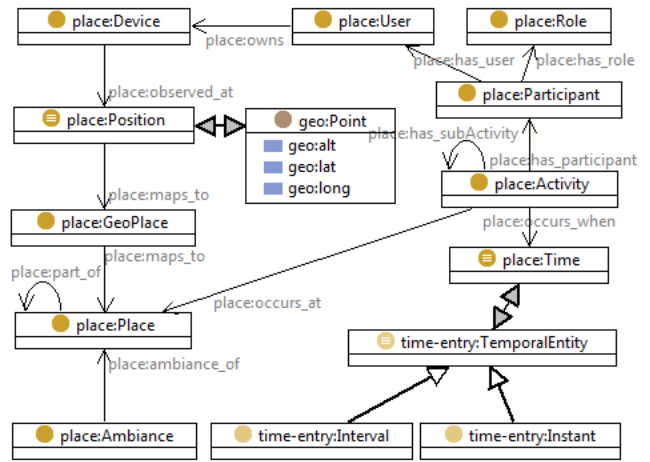 place:Device
place:User
place:Role
place:owns
place:has_user
place:has_role
place:observed_at
place:Participant
place:Position
geo:Point
geo:alt
geo:lat
geo:long
place:has_subActivity
place:has_participant
place:Activity
place:maps_to
place:GeoPlace
place:occurs_when
place:maps_to
place:Time
place:part_of
place:occurs_at
place:Place
time-entry:TemporalEntity
place:ambiance_of
place:Ambiance
time-entry:Interval
time-entry:Instant